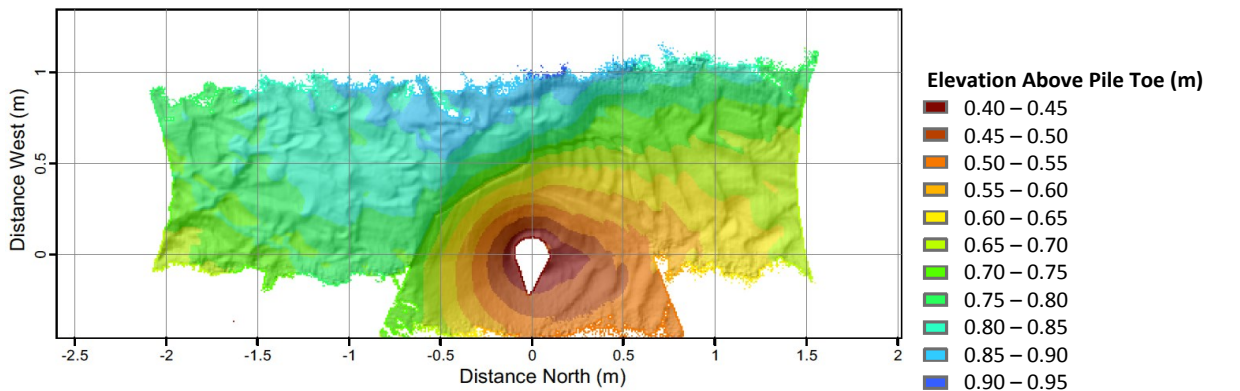 Distance West (m)
1
0.5
0
-2.5 -2 -1.5 -1 -0.5 0 0.5 1 1.5 2
Distance North (m)
Elevation Above Pile Toe (m)
0.40 – 0.45
0.45 – 0.50
0.50 – 0.55
0.55 – 0.60
0.60 – 0.65
0.65 – 0.70
0.70 – 0.75
0.75 – 0.80
0.80 – 0.85
0.85 – 0.90
0.90 – 0.95